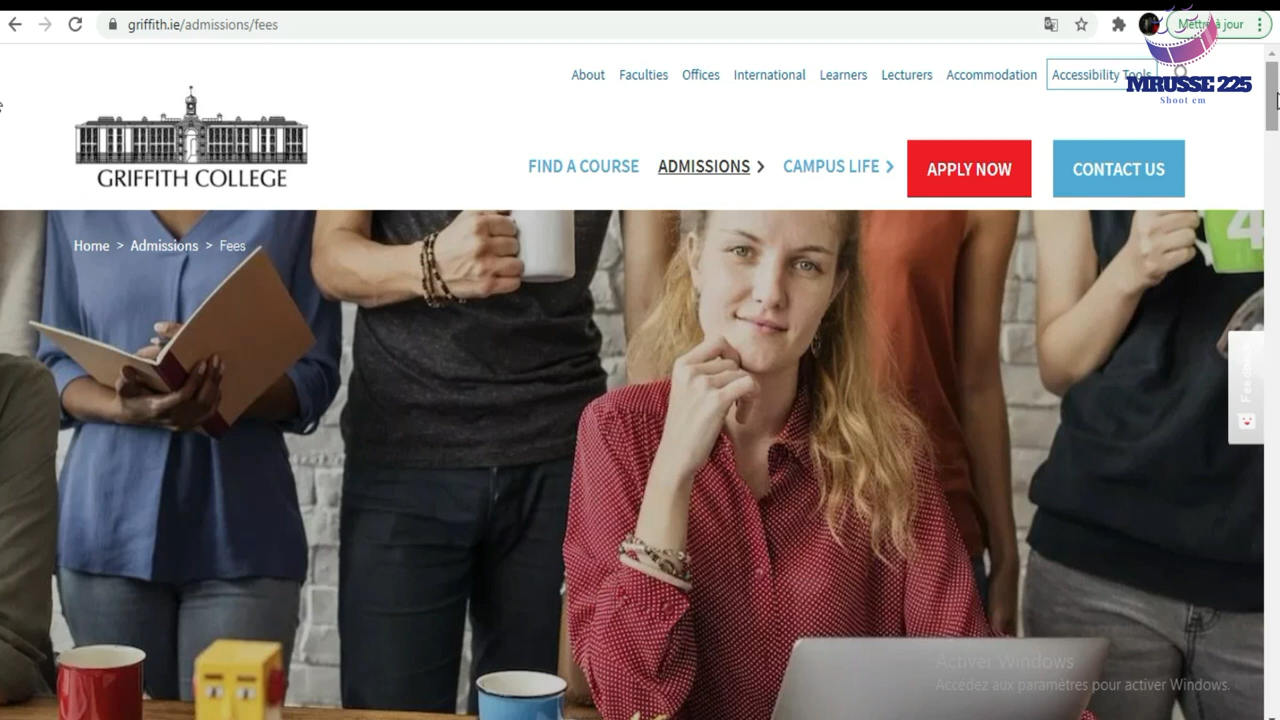 griffith.ie/admissions/fees
Mettre à jour
About Faculties Offices International Learners Lecturers Accommodation Accessibility Tools
MRUSSE 225
Shoot em
GRIFFITH COLLEGE
FIND A COURSE ADMISSIONS CAMPUS LIFE APPLY NOW CONTACT US
Home > Admissions > Fees
4
Feedback
Activer Windows
Accédez aux paramètres pour activer Windows.